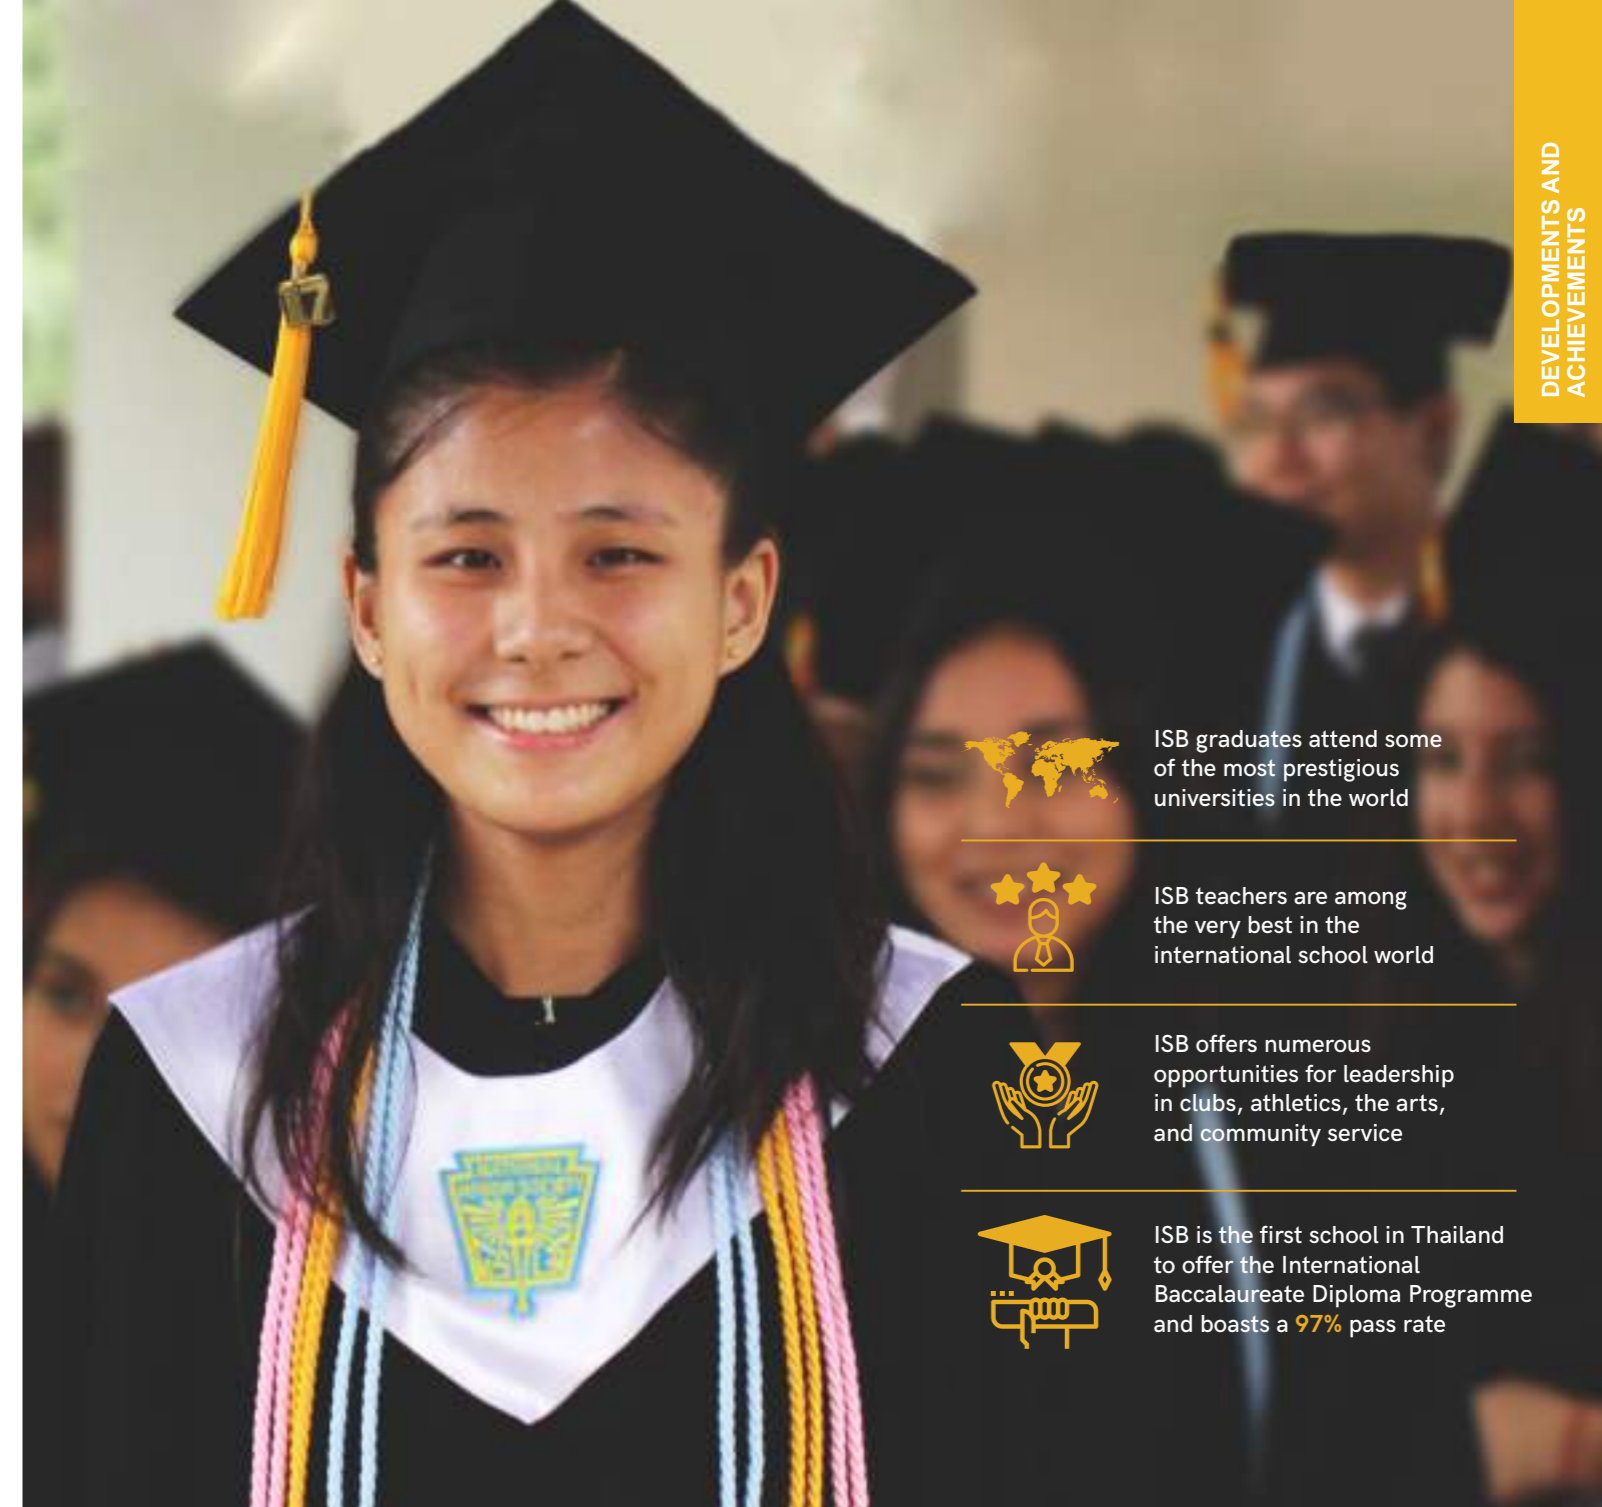 DEVELOPMENTS AND
ACHIEVEMENTS
17
ISB graduates attend some
of the most prestigious
universities in the world
ISB teachers are among
the very best in the
international school world
ISB offers numerous
opportunities for leadership
in clubs, athletics, the arts,
and community service
ISB is the first school in Thailand
to offer the International
Baccalaureate Diploma Programme
and boasts a 97% pass rate